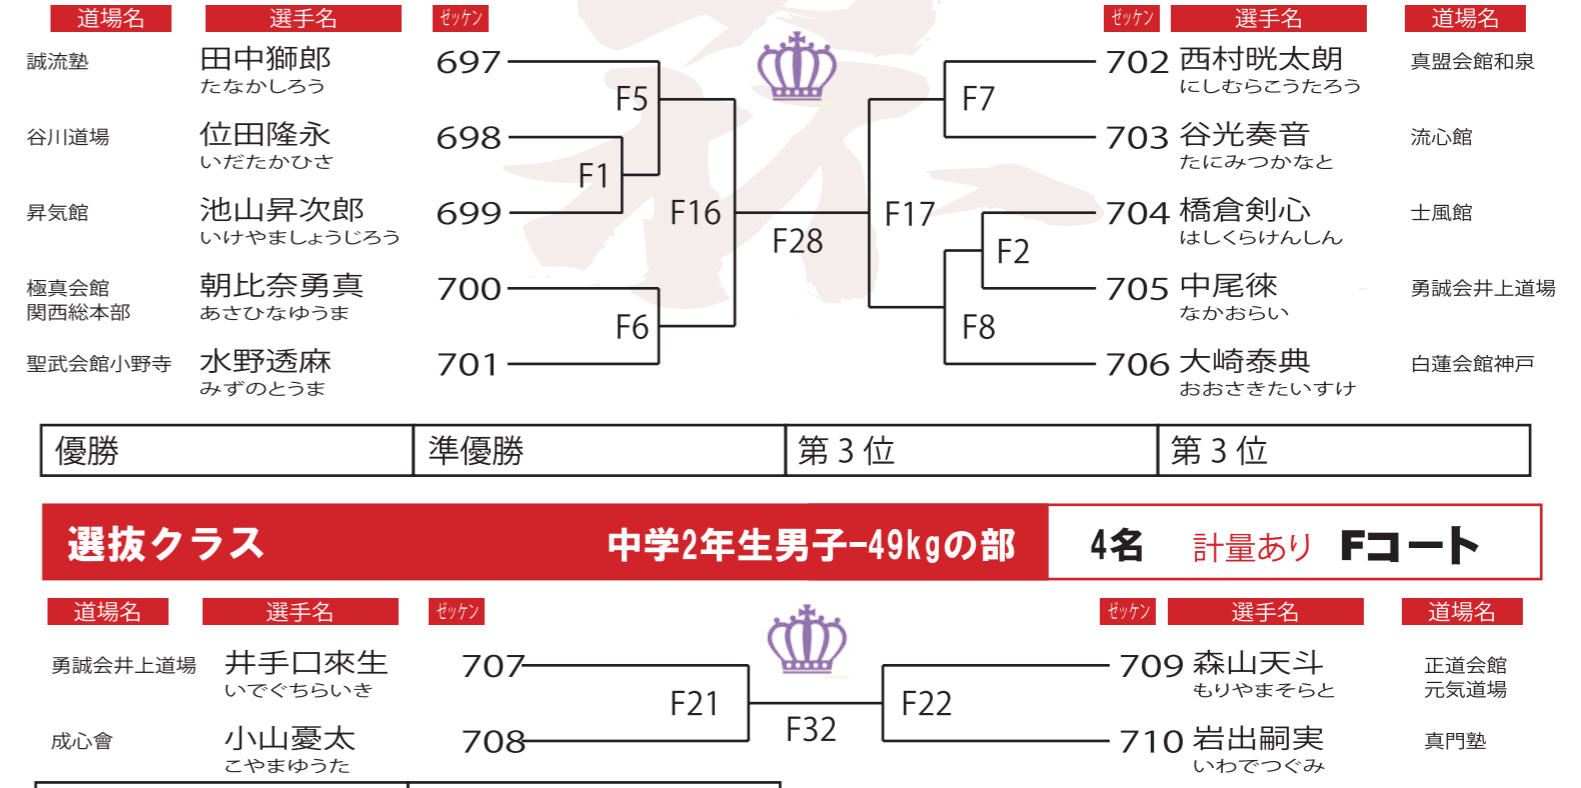 道場名 選手名 ゼッケン ゼッケン 選手名 道場名
誠流塾 田中獅郎 697 702 西村晄太朗 真盟会館和泉
たなかしろう にしむらこうたろう
F5 F7
谷川道場 位田隆永 698 703 谷光奏音 流心館
いだたかひさ たにみつかなと
F1
昇気館 池山昇次郎 699 F16 F17 704 橋倉剣心 士風館
いけやましょうじろう はしくらけんしん
F28 F2
極真会館 朝比奈勇真 700 705 中尾徠 勇誠会井上道場
関西総本部 あさひなゆうま なかおらい
F6 F8
聖武会館小野寺 水野透麻 701 706 大崎泰典 白蓮会館神戸
みずのとうま おおさきたいすけ
優勝 準優勝 第3位 第3位
選抜クラス 中学2年生男子-49kgの部 4名 計量あり Fコート
道場名 選手名 ゼッケン ゼッケン 選手名 道場名
勇誠会井上道場 井手口來生 707 709 森山天斗 正道会館
いでぐちらいき もりやまそらと 元気道場
F21 F32 F22
成心會 小山憂太 708 710 岩出嗣実 真門塾
こやまゆうた いわでつぐみ